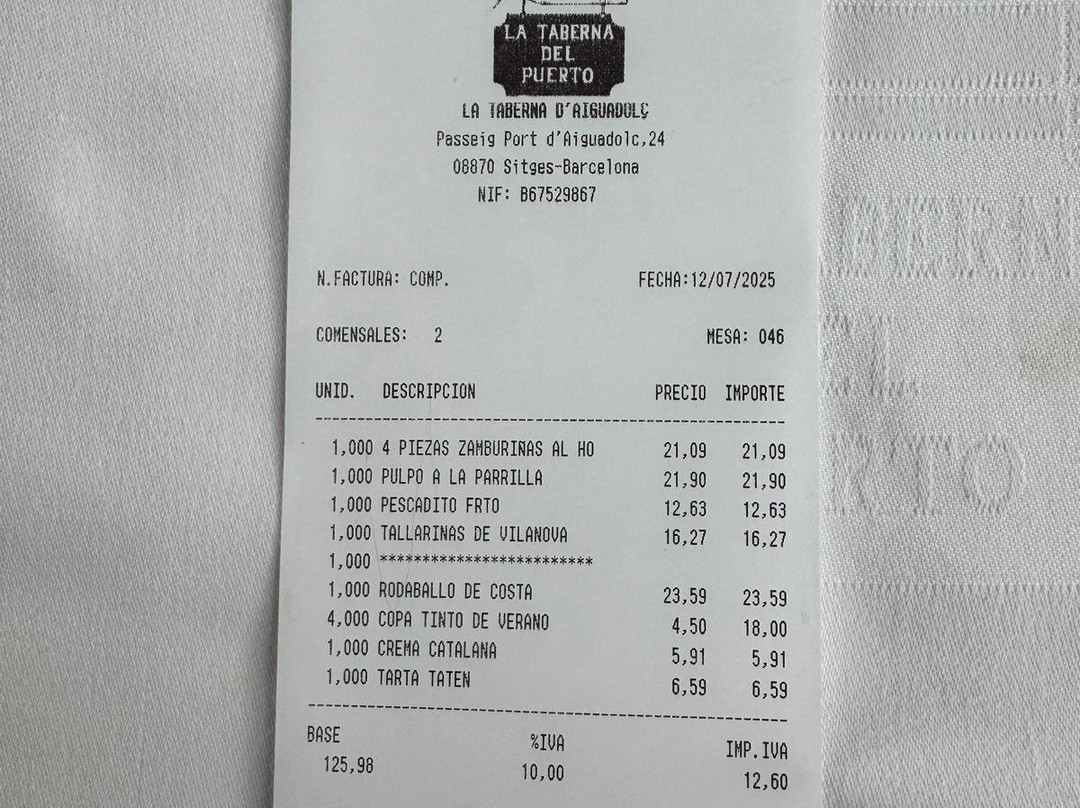 LA TABERNA
DEL
PUERTO
LA TABERNA D'AIGUADOLÇ
Passeig Port d'Aiguadolc,24
08870 Sitges-Barcelona
NIF: B67529867
N.FACTURA: COMP. FECHA:12/07/2025
COMENSALES: 2 MESA: 046
UNID. DESCRIPCION PRECIO IMPORTE
1,000 4 PIEZAS ZAMBURIÑAS AL HO 21,09 21,09
1,000 PULPO A LA PARRILLA 21,90 21,90
1,000 PESCADITO FRTO 12,63 12,63
1,000 TALLARINAS DE VILANOVA 16,27 16,27
1,000 *************************
1,000 RODABALLO DE COSTA 23,59 23,59
4,000 COPA TINTO DE VERANO 4,50 18,00
1,000 CREMA CATALANA 5,91 5,91
1,000 TARTA TATEN 6,59 6,59
BASE %IVA IMP.IVA
125,98 10,00 12,60